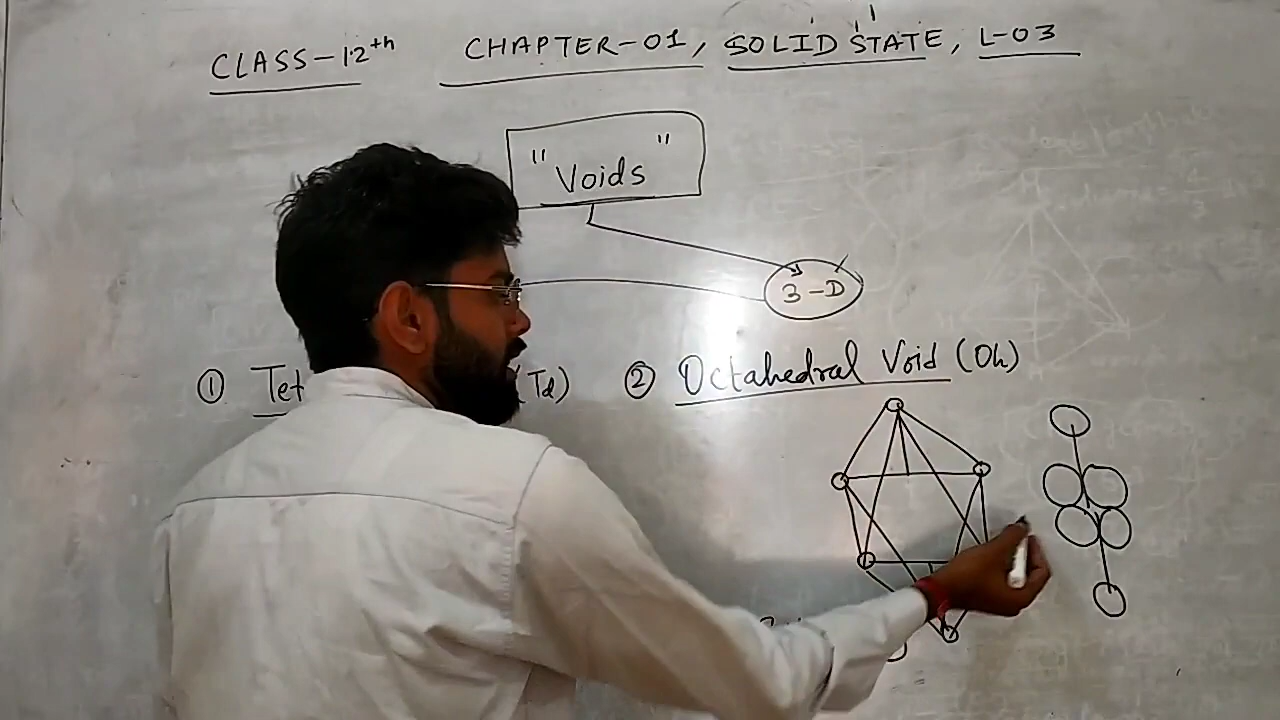 CLASS-12th CHAPTER-01, SOLID STATE, L-03
" Voids "
3-D
① Tet (Td) ② Octahedral Void (Oh)